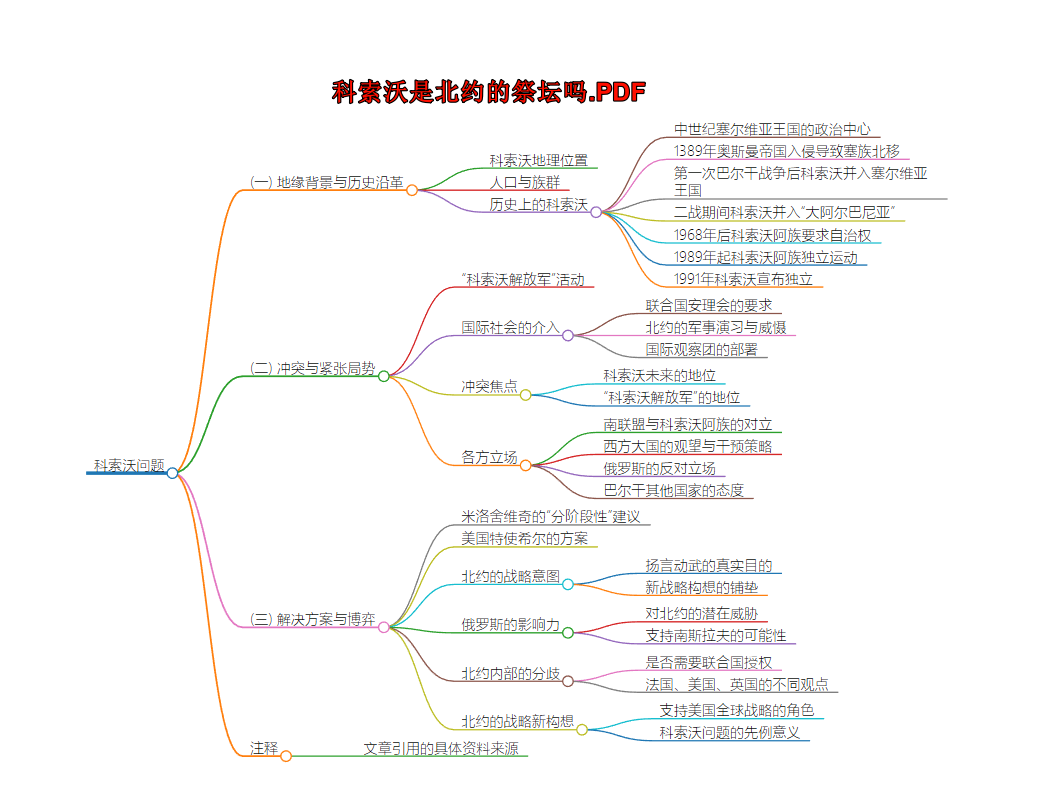 科索沃是北约的祭坛吗.PDF
科索沃问题
(一) 地缘背景与历史沿革
科索沃地理位置
人口与族群
历史上的科索沃
中世纪塞尔维亚王国的政治中心
1389年奥斯曼帝国入侵导致塞族北移
第一次巴尔干战争后科索沃并入塞尔维亚
王国
二战期间科索沃并入“大阿尔巴尼亚”
1968年后科索沃阿族要求自治权
1989年起科索沃阿族独立运动
1991年科索沃宣布独立
(二) 冲突与紧张局势
“科索沃解放军”活动
国际社会的介入
联合国安理会的要求
北约的军事演习与威慑
国际观察团的部署
冲突焦点
科索沃未来的地位
“科索沃解放军”的地位
各方立场
南联盟与科索沃阿族的对立
西方大国的观望与干预策略
俄罗斯的反对立场
巴尔干其他国家的态度
(三) 解决方案与博弈
米洛舍维奇的“分阶段性”建议
美国特使希尔的方案
北约的战略意图
扬言动武的真实目的
新战略构想的铺垫
俄罗斯的影响力
对北约的潜在威胁
支持南斯拉夫的可能性
北约内部的分歧
是否需要联合国授权
法国、美国、英国的不同观点
北约的战略新构想
支持美国全球战略的角色
科索沃问题的先例意义
注释
文章引用的具体资料来源